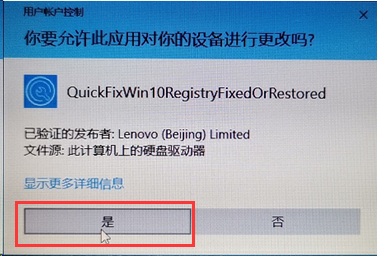 用户帐户控制
你要允许此应用对你的设备进行更改吗?
QuickFixWin10RegistryFixedOrRestored
已验证的发布者: Lenovo (Beijing) Limited
文件源: 此计算机上的硬盘驱动器
显示更多详细信息
是
否